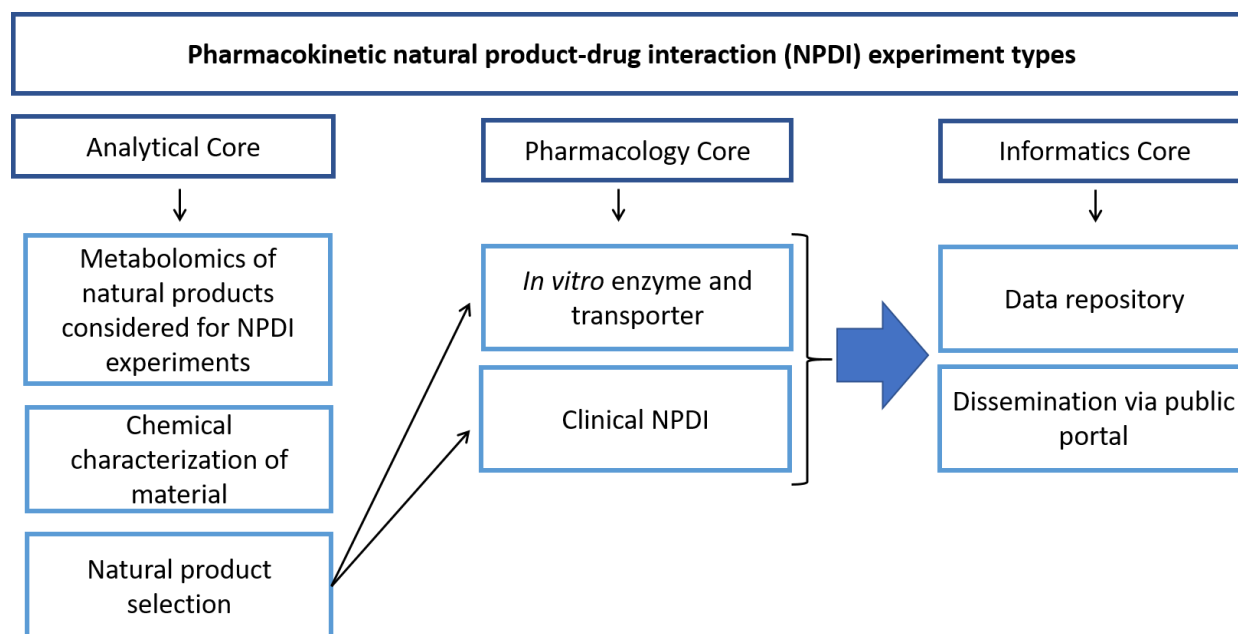 Pharmacokinetic natural product-drug interaction (NPDI) experiment types
Analytical Core
Metabolomics of
natural products
considered for NPDI
experiments
Chemical
characterization of
material
Natural product
selection
Pharmacology Core
In vitro enzyme and
transporter
Clinical NPDI
Informatics Core
Data repository
Dissemination via public
portal